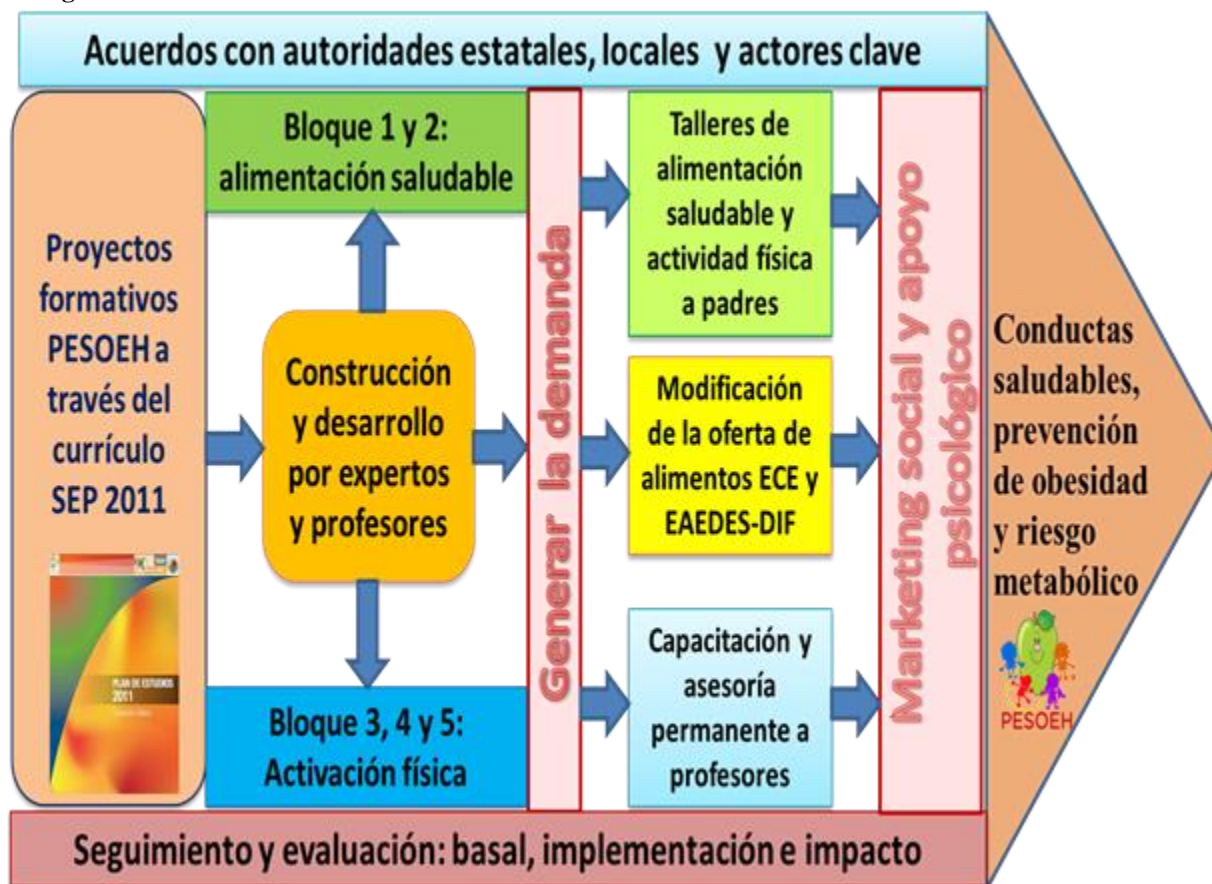 Acuerdos con autoridades estatales, locales y actores clave
Proyectos
formativos
PESOEH a
través del
currículo
SEP 2011
PLAN DE ESTUDIOS
2011
Bloque 1 y 2:
alimentación saludable
Construcción
y desarrollo
por expertos
y profesores
Bloque 3, 4 y 5:
Activación física
Generar la demanda
Talleres de
alimentación
saludable y
actividad física
a padres
Modificación
de la oferta de
alimentos ECE y
EAEDES-DIF
Capacitación y
asesoría
permanente a
profesores
Marketing social y apoyo
psicológico
Conductas
saludables,
prevención
de obesidad
y riesgo
metabólico
PESOEH
Seguimiento y evaluación: basal, implementación e impacto